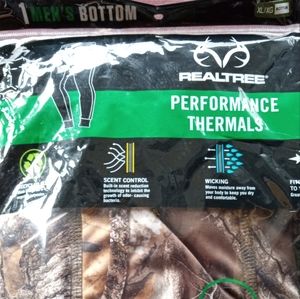 1 MEN'S BOTTOM
XL/XG
REALTREE
PERFORMANCE
THERMALS
SCENT CONTROL
Built-in scent reduction
technology to inhibit the
growth of odor- causing
bacteria.
WICKING
Moves moisture away from
your body to keep you dry
and comfortable.